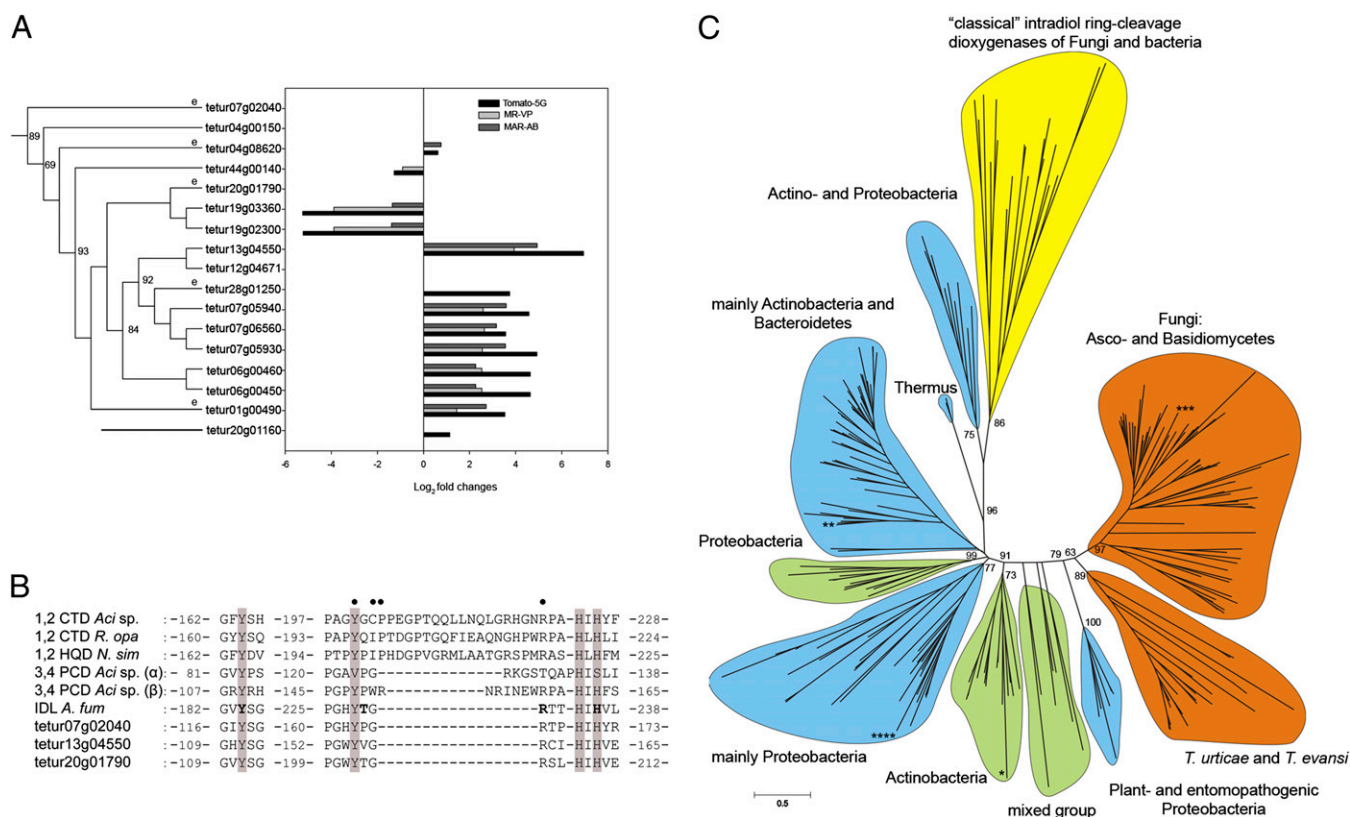 A
e
tetur07g02040
89
tetur04g00150
69
e
tetur04g08620
tetur44g00140
e
tetur20g01790
tetur19g03360
93
tetur19g02300
tetur13g04550
tetur12g04671
92
e
tetur28g01250
tetur07g05940
84
tetur07g06560
tetur07g05930
tetur06g00460
tetur06g00450
e
tetur01g00490
tetur20g01160
Tomato-5G
MR-VP
MAR-AB
-6 -4 -2 0 2 4 6 8
Log2 fold changes
B
1,2 CTD Aci sp. :-162- GFYSH -197- PAGYGCPPEGPTQQLLNQLGRHGNRPA-HIHYF -228-
1,2 CTD R. opa :-160- GYYSQ -193- PAPYQIPTDGPTGQFIEAQNGHPWRPA-HLHLI -224-
1,2 HQD N. sim :-162- GFYDV -194- PTPYPIPHDGPVGRMLAATGRSPMRAS-HLHFM -225-
3,4 PCD Aci sp. (α) :- 81- GVYPS -120- PGAVPG--------------RKGSTQAPHISLI -138-
3,4 PCD Aci sp. (β) :-107- GRYRH -145- PGPYPWR------------NRINEWRPA-HIHFS -165-
IDL A. fum :-182- GVYSG -225- PGHYTG-----------------RTT-HIHVL -238-
tetur07g02040 :-116- GIYSG -160- PGHYPG-----------------RTP-HIHYR -173-
tetur13g04550 :-109- GHYSG -152- PGWYVG-----------------RCI-HIHVE -165-
tetur20g01790 :-109- GVYSG -199- PGWYTG-----------------RSL-HIHVE -212-
C
"classical" intradiol ring-cleavage
dioxygenases of Fungi and bacteria
Actino- and Proteobacteria
mainly Actinobacteria and
Bacteroidetes
Thermus
75
86
96
Fungi:
Asco- and Basidiomycetes
***
**
Proteobacteria
99
77
91
73
79
63
97
89
100
mainly Proteobacteria
****
Actinobacteria
*
mixed group
T. urticae and T. evansi
Plant- and entomopathogenic
Proteobacteria
0.5